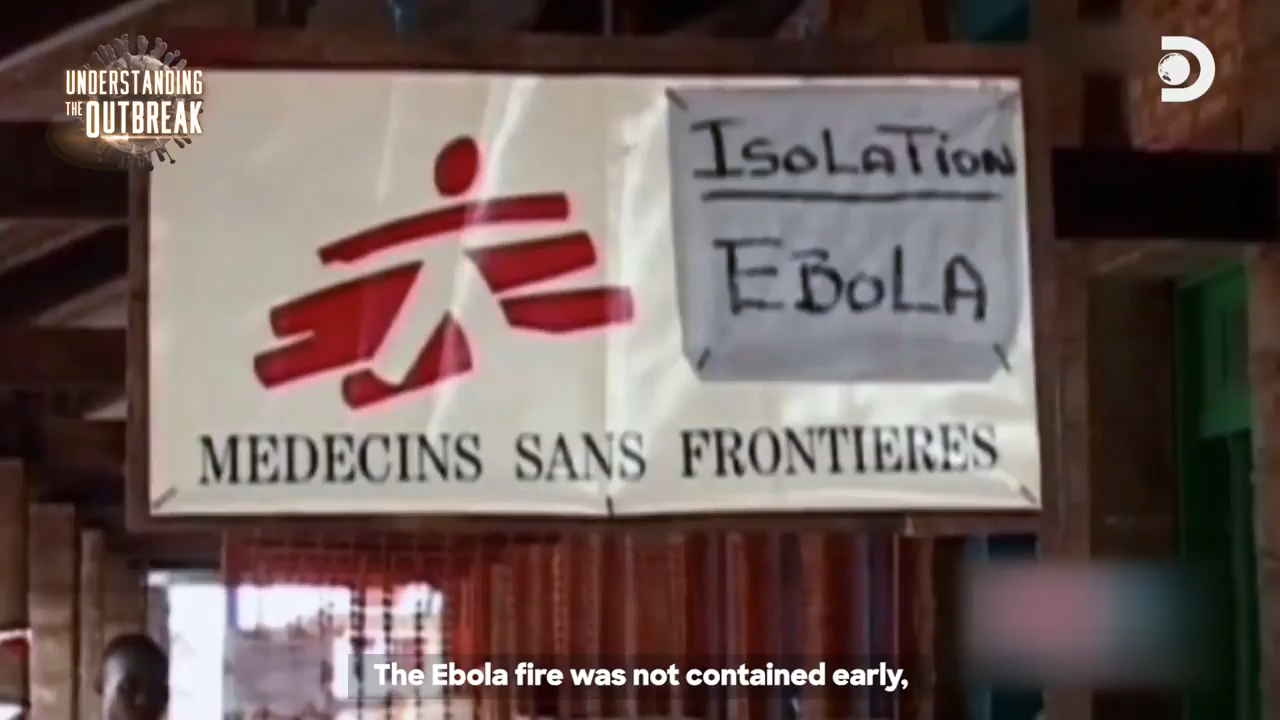 UNDERSTANDING
THE OUTBREAK
ISOLATION
EBOLA
MEDECINS SANS FRONTIERES
The Ebola fire was not contained early,